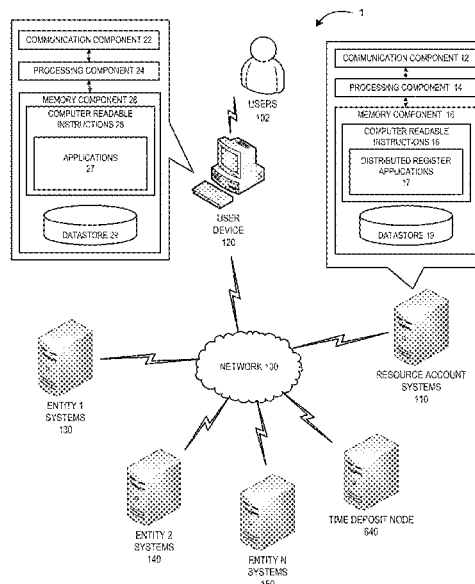 1
COMMUNICATION COMPONENT 22
PROCESSING COMPONENT 24
MEMORY COMPONENT 26
COMPUTER READABLE
INSTRUCTIONS 28
APPLICATIONS
27
DATASTORE 29
USERS
102
USER
DEVICE
120
COMMUNICATION COMPONENT 12
PROCESSING COMPONENT 14
MEMORY COMPONENT 16
COMPUTER READABLE
INSTRUCTIONS 18
DISTRIBUTED REGISTER
APPLICATIONS
17
DATASTORE 19
NETWORK 100
RESOURCE ACCOUNT
SYSTEMS
110
ENTITY 1
SYSTEMS
130
ENTITY 2
SYSTEMS
140
ENTITY N
SYSTEMS
150
TIME DEPOSIT NODE
640